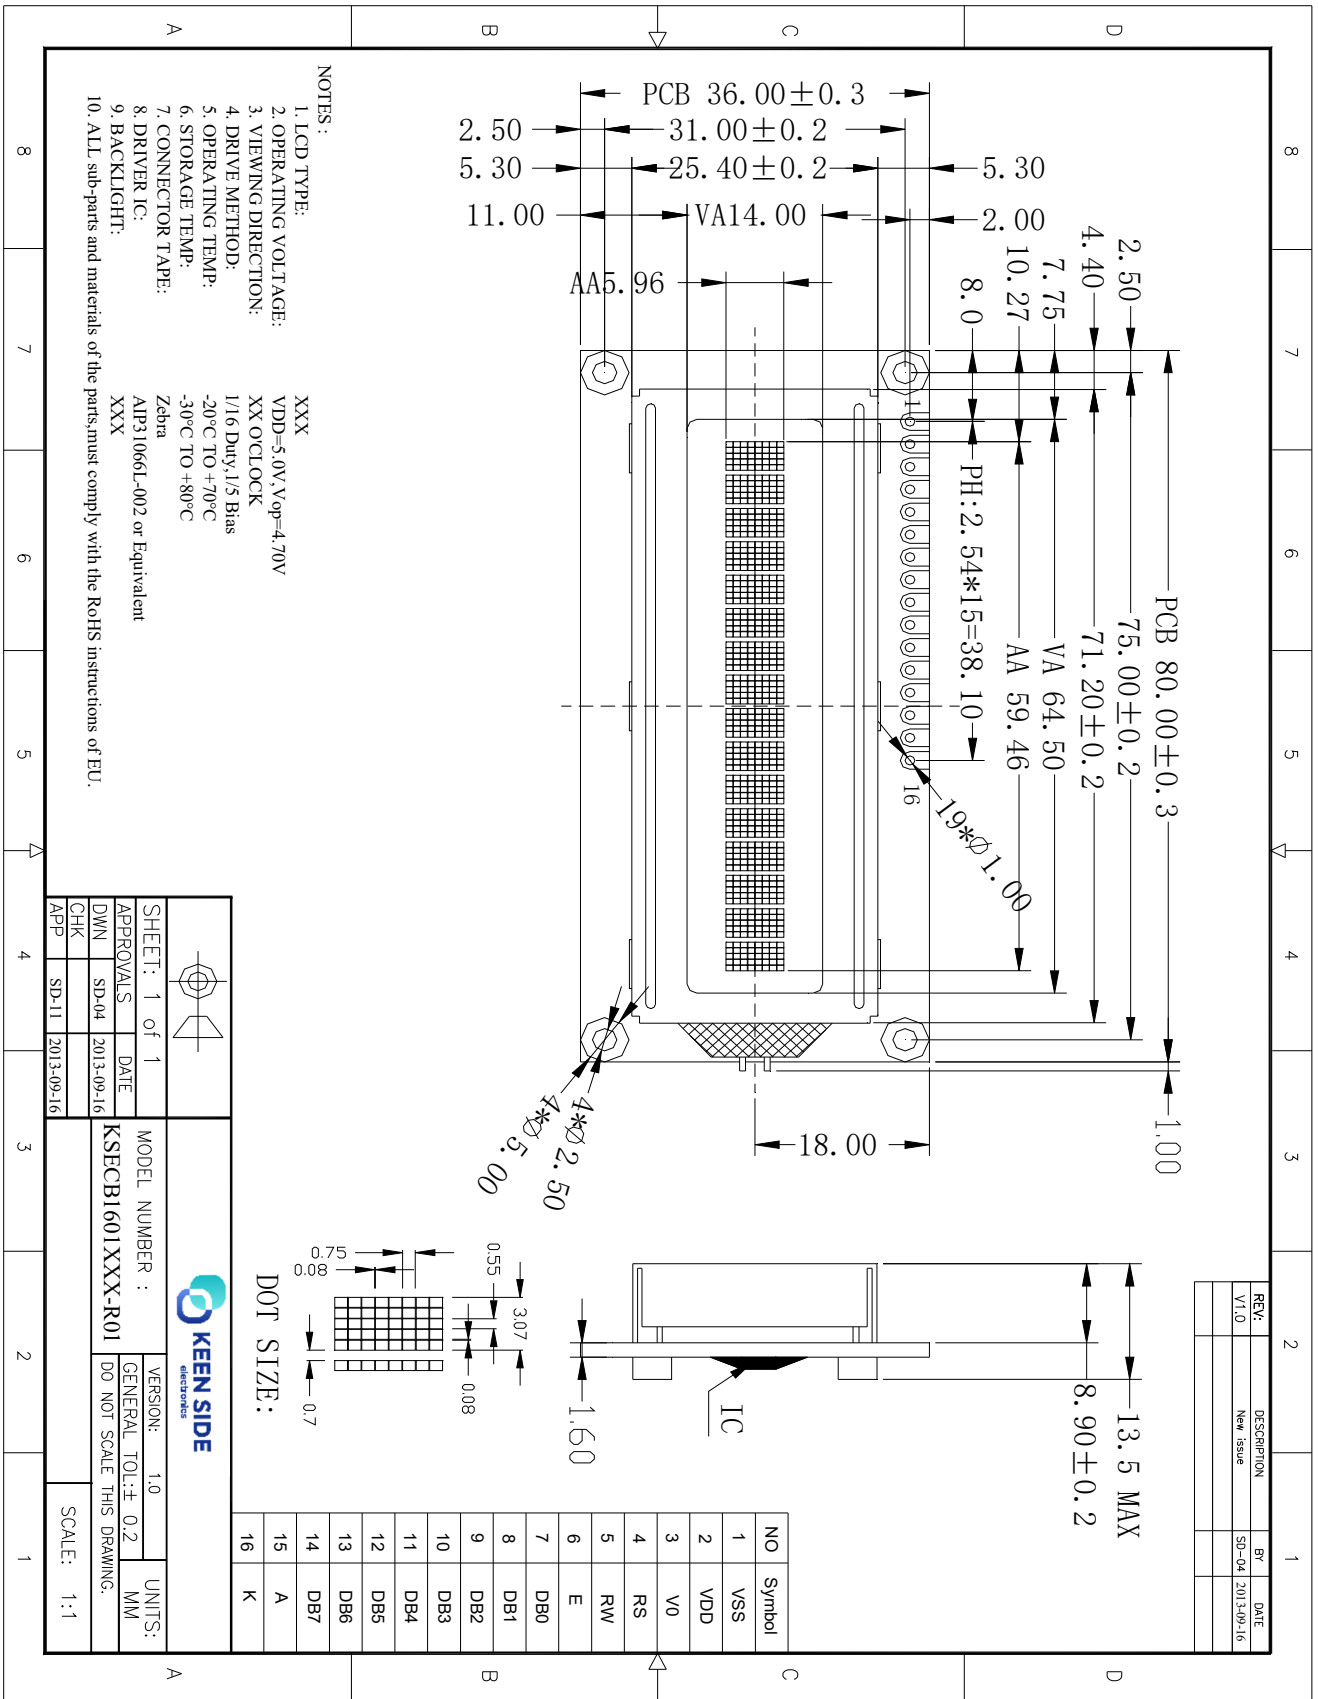 8
7
6
5
4
3
2
1
D
C
B
A
REV: DESCRIPTION BY DATE
V1.0 New issue SD-04 2013-09-16
PCB 80.00±0.3
1.00
2.50
75.00±0.2
4.40
71.20±0.2
7.75
VA 64.50
10.27
AA 59.46
8.0
PH:2.54*15=38.10
1
16
19*Ø1.00
PCB 36.00±0.3
2.50
31.00±0.2
5.30
25.40±0.2
5.30
11.00
VA14.00
2.00
AA5.96
18.00
4*Ø2.50
4*Ø5.00
13.5 MAX
8.90±0.2
IC
1.60
3.07
0.55
0.08
0.75
0.08
0.7
DOT SIZE:
NO Symbol
1 VSS
2 VDD
3 V0
4 RS
5 RW
6 E
7 DB0
8 DB1
9 DB2
10 DB3
11 DB4
12 DB5
13 DB6
14 DB7
15 A
16 K
NOTES :
1. LCD TYPE: XXX
2. OPERATING VOLTAGE: VDD=5.0V,Vop=4.70V
3. VIEWING DIRECTION: XX O'CLOCK
4. DRIVE METHOD: 1/16 Duty,1/5 Bias
5. OPERATING TEMP: -20°C TO +70°C
6. STORAGE TEMP: -30°C TO +80°C
7. CONNECTOR TAPE: Zebra
8. DRIVER IC: AIP31066L-002 or Equivalent
9. BACKLIGHT: XXX
10. ALL sub-parts and materials of the parts,must comply with the RoHS instructions of EU.
SHEET: 1 of 1
APPROVALS DATE
DWN SD-04 2013-09-16
CHK
APP SD-11 2013-09-16
KEEN SIDE
electronics
MODEL NUMBER :
KSECB1601XXX-R01
VERSION: 1.0
GENERAL TOL:± 0.2
UNITS:
MM
DO NOT SCALE THIS DRAWING.
SCALE: 1:1
8
7
6
5
4
3
2
1
D
C
B
A